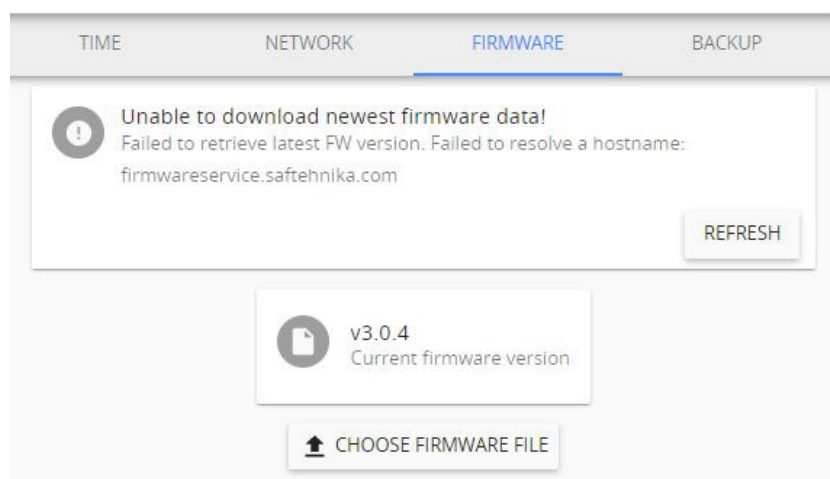 TIME NETWORK FIRMWARE BACKUP
Unable to download newest firmware data!
Failed to retrieve latest FW version. Failed to resolve a hostname:
firmwareservice.saftehnika.com
REFRESH
v3.0.4
Current firmware version
CHOOSE FIRMWARE FILE